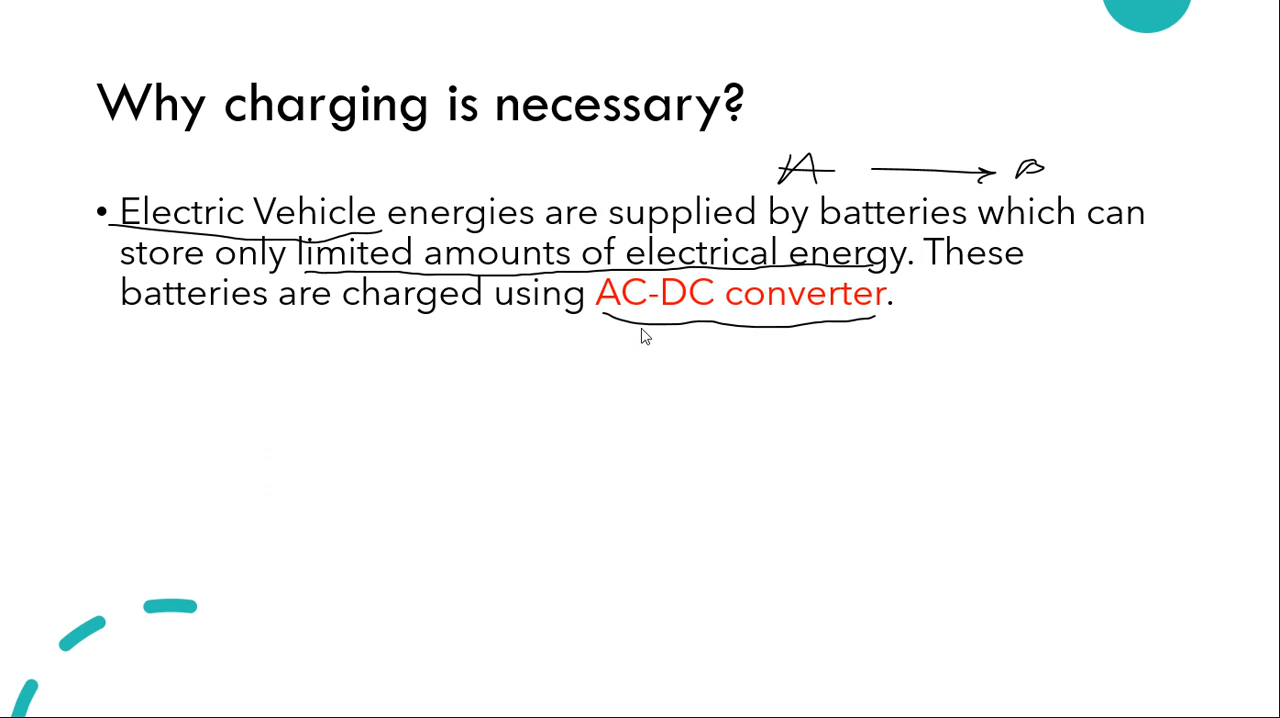 Why charging is necessary?
A → B
• Electric Vehicle energies are supplied by batteries which can
store only limited amounts of electrical energy. These
batteries are charged using AC-DC converter.